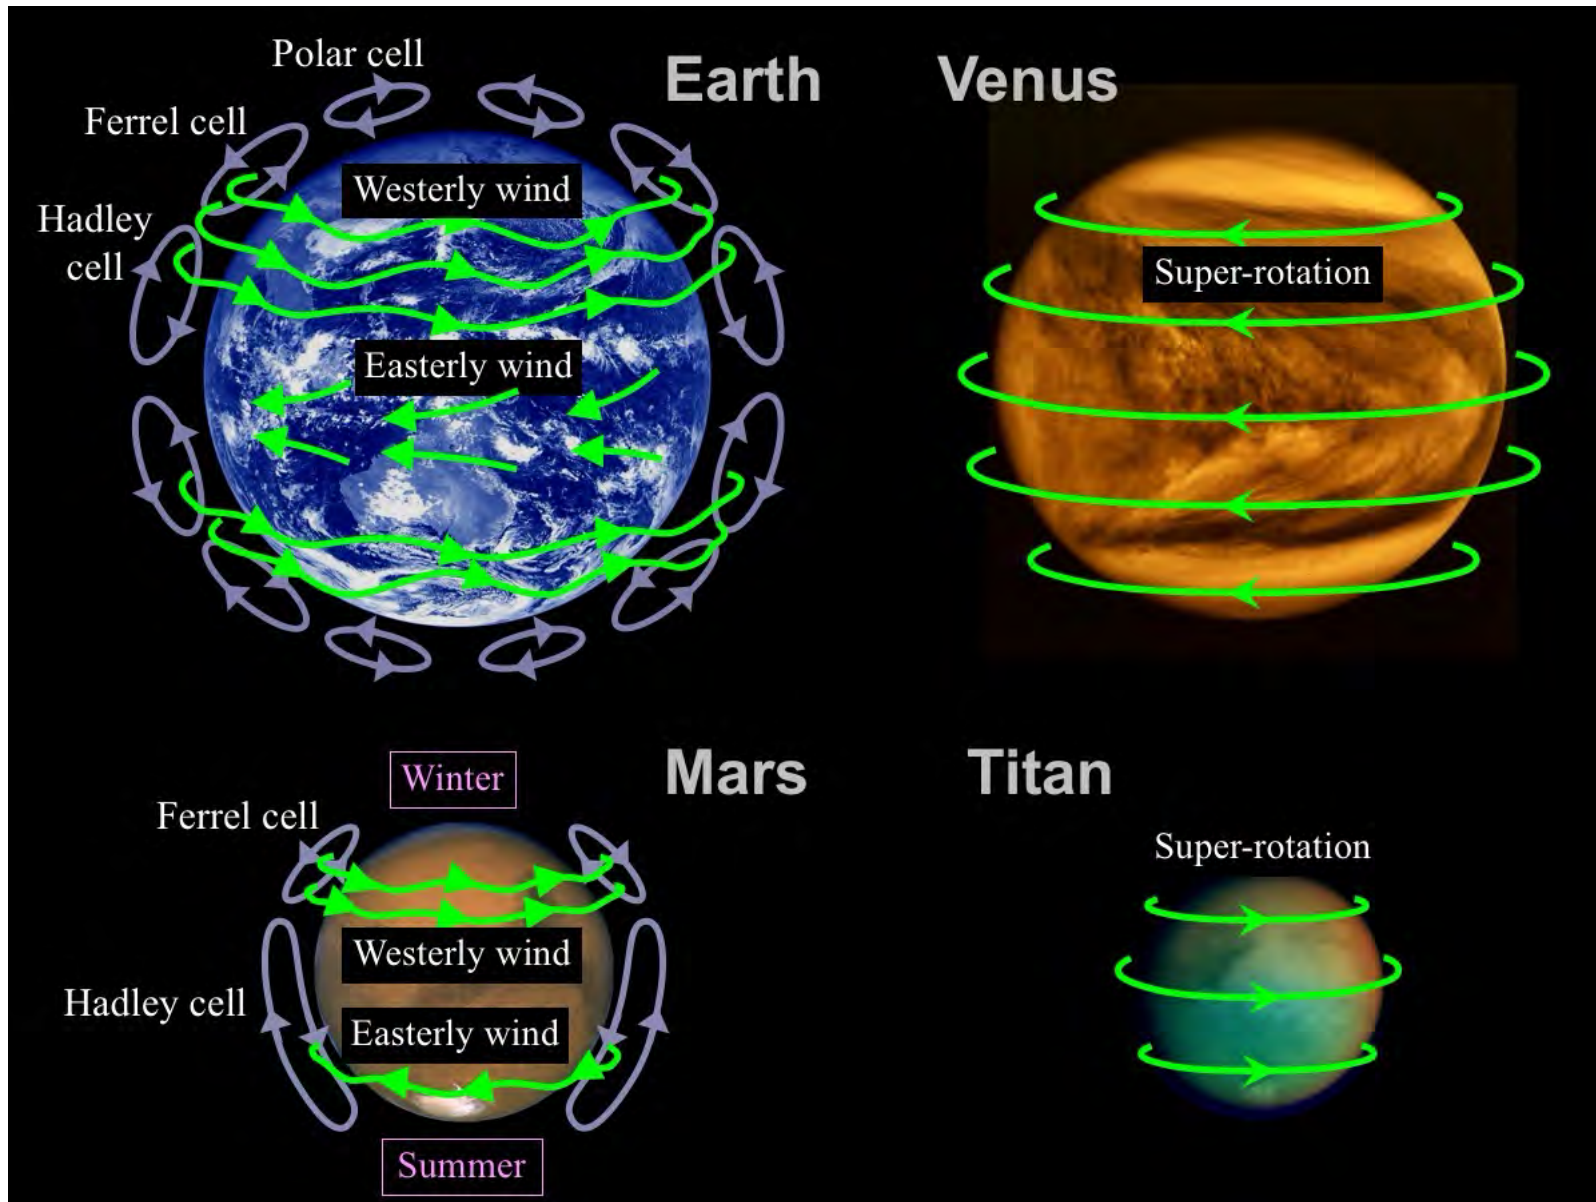 Earth
Polar cell
Ferrel cell
Hadley
cell
Westerly wind
Easterly wind
Venus
Super-rotation
Mars
Winter
Ferrel cell
Westerly wind
Hadley cell
Easterly wind
Summer
Titan
Super-rotation